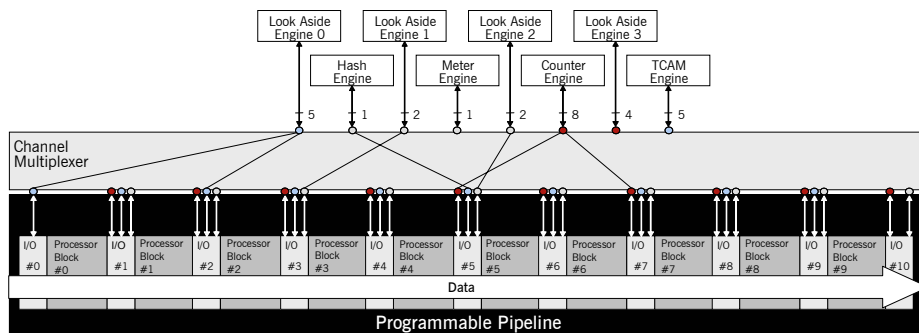 Look Aside
Engine 0
Look Aside
Engine 1
Look Aside
Engine 2
Look Aside
Engine 3
Hash
Engine
Meter
Engine
Counter
Engine
TCAM
Engine
5
1
2
1
2
8
4
5
Channel
Multiplexer
I/O
#0
Processor
Block
#0
I/O
#1
Processor
Block
#1
I/O
#2
Processor
Block
#2
I/O
#3
Processor
Block
#3
I/O
#4
Processor
Block
#4
I/O
#5
Processor
Block
#5
I/O
#6
Processor
Block
#6
I/O
#7
Processor
Block
#7
I/O
#8
Processor
Block
#8
I/O
#9
Processor
Block
#9
I/O
#10
Data
Programmable Pipeline